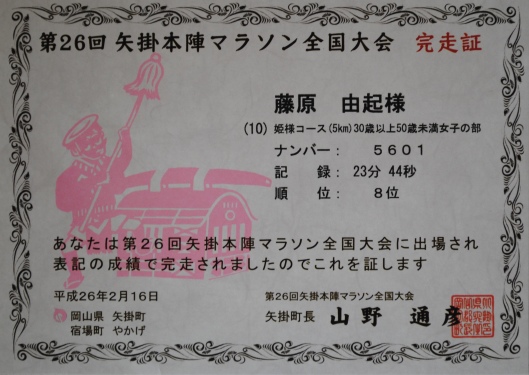 第26回 矢掛本陣マラソン全国大会 完走証
藤原 由起様
(10) 姫様コース(5km)30歳以上50歳未満女子の部
ナンバー： 5601
記 録： 23分 44秒
順 位： 8位
あなたは第26回矢掛本陣マラソン全国大会に出場され
表記の成績で完走されましたのでこれを証します
平成26年2月16日
第26回矢掛本陣マラソン全国大会
岡山県 矢掛町
宿場町 やかげ
矢掛町長 山野 通彦